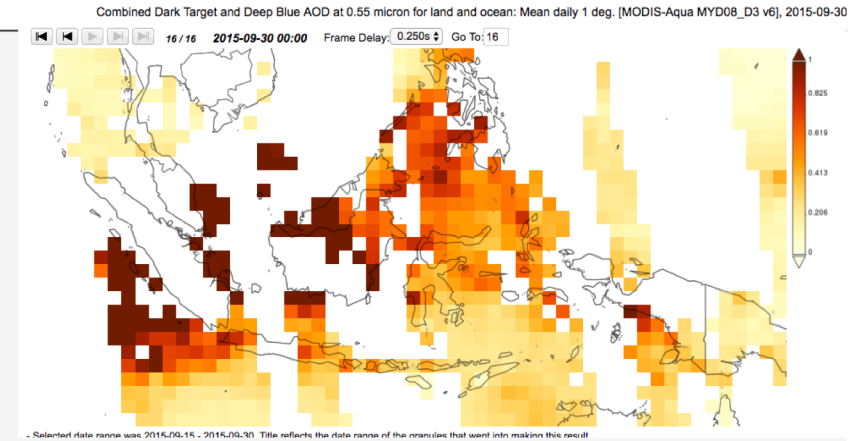 Combined Dark Target and Deep Blue AOD at 0.55 micron for land and ocean: Mean daily 1 deg. [MODIS-Aqua MYD08_D3 v6], 2015-09-30
16 / 16 2015-09-30 00:00 Frame Delay: 0.250s Go To: 16
1
0.825
0.619
0.413
0.206
0
- Selected date range was 2015-09-15 - 2015-09-30. Title reflects the date range of the granules that went into making this result.